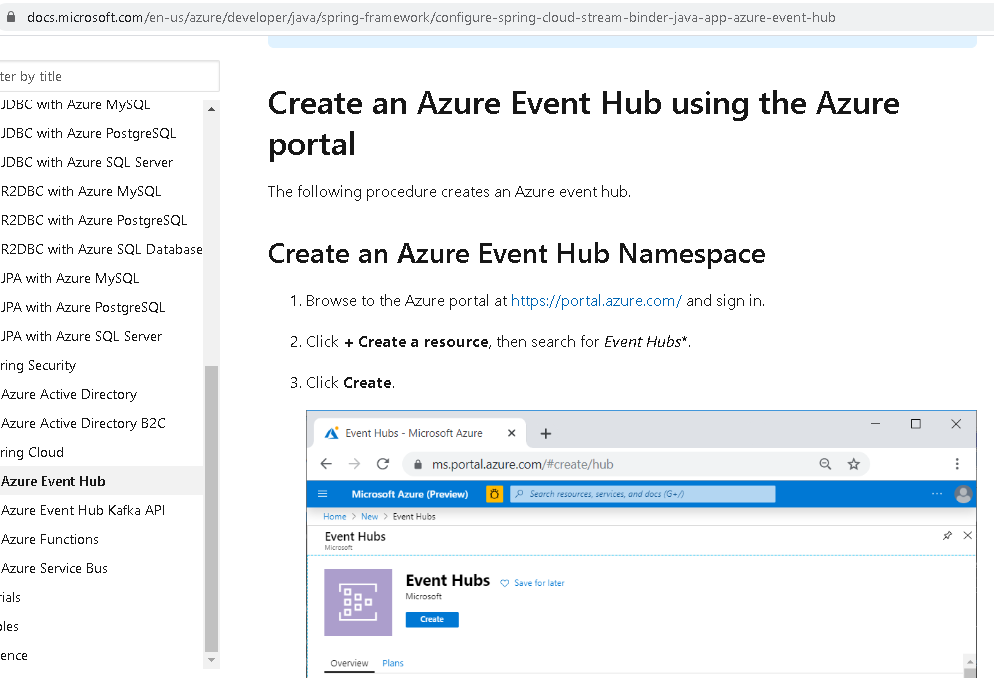 docs.microsoft.com/en-us/azure/developer/java/spring-framework/configure-spring-cloud-stream-binder-java-app-azure-event-hub
ter by title
JDBC with Azure MySQL
JDBC with Azure PostgreSQL
JDBC with Azure SQL Server
R2DBC with Azure MySQL
R2DBC with Azure PostgreSQL
R2DBC with Azure SQL Database
JPA with Azure MySQL
JPA with Azure PostgreSQL
JPA with Azure SQL Server
ring Security
Azure Active Directory
Azure Active Directory B2C
ring Cloud
Azure Event Hub
Azure Event Hub Kafka API
Azure Functions
Azure Service Bus
rials
ples
ence
Create an Azure Event Hub using the Azure
portal
The following procedure creates an Azure event hub.
Create an Azure Event Hub Namespace
1. Browse to the Azure portal at https://portal.azure.com/ and sign in.
2. Click + Create a resource, then search for Event Hubs*.
3. Click Create.
Event Hubs - Microsoft Azure
ms.portal.azure.com/#create/hub
Microsoft Azure (Preview) Search resources, services, and docs (G+/)
Home > New > Event Hubs
Event Hubs
Microsoft
Event Hubs Save for later
Microsoft
Create
Overview Plans